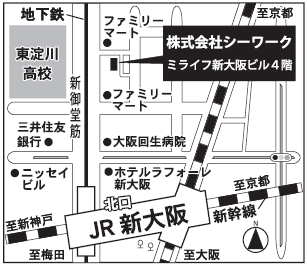 地下鉄
ファミリー
マート
至京都
株式会社シーワーク
ミライフ新大阪ビル4階
東淀川
高校
新御堂筋
ファミリー
マート
三井住友
銀行
大阪回生病院
ニッセイ
ビル
ホテルラフォーレ
新大阪
至京都
新幹線
北口
JR 新大阪
至新神戸
至梅田
至大阪
N